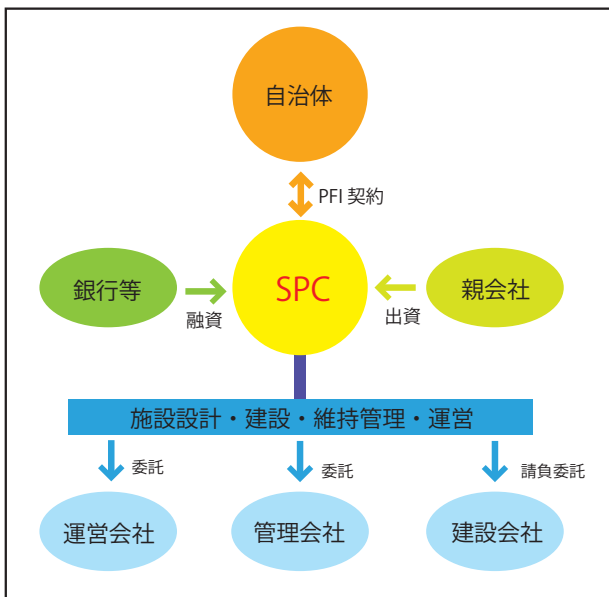 自治体
PFI 契約
銀行等
SPC
親会社
融資
出資
施設設計・建設・維持管理・運営
委託
委託
請負委託
運営会社
管理会社
建設会社